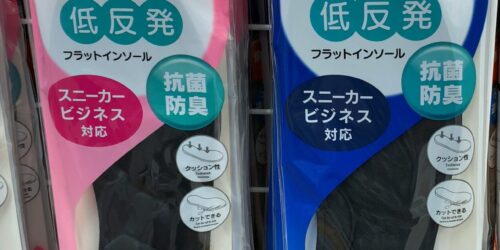 低反発
フラットインソール
抗菌
防臭
スニーカー
ビジネス
対応
クッション性
カットできる
低反発
フラットインソール
抗菌
防臭
スニーカー
ビジネス
対応
クッション性
カットできる